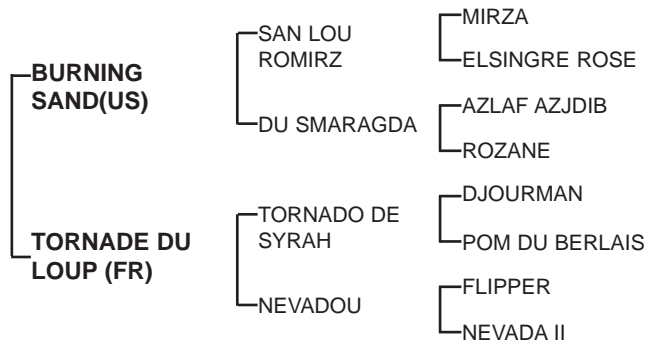 BURNING
SAND(US)
SAN LOU
ROMIRZ
MIRZA
ELSINGRE ROSE
DU SMARAGDA
AZLAF AZJDIB
ROZANE
TORNADE DU
LOUP (FR)
TORNADO DE
SYRAH
DJOURMAN
POM DU BERLAIS
NEVADOU
FLIPPER
NEVADA II